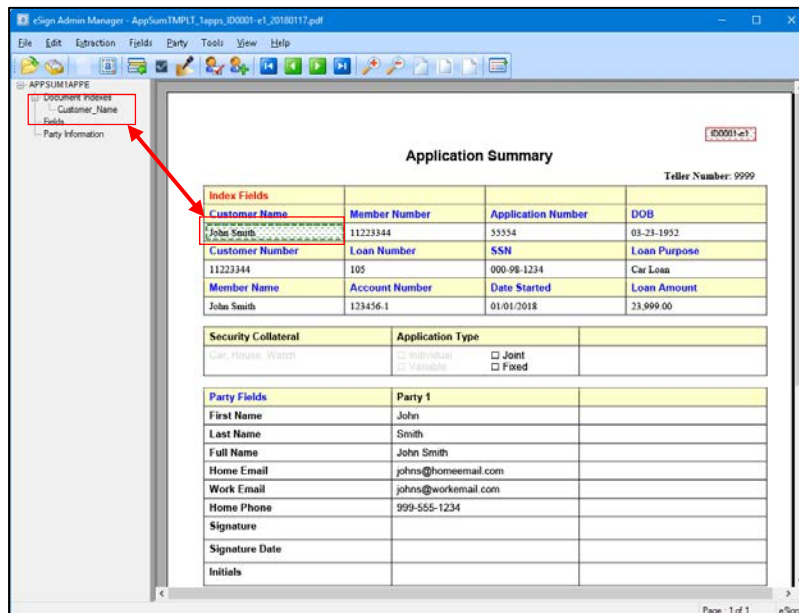 eSign Admin Manager - AppSumTMPLT_1apps_ID0001-e1_20180117.pdf
File Edit Extraction Fields Party Tools View Help
APPSUM1APPE
Document Indexes
Customer_Name
Fields
Party Information
ID0001-e1
Application Summary
Teller Number: 9999
Index Fields
Customer Name Member Number Application Number DOB
John Smith 11223344 55554 03-23-1952
Customer Number Loan Number SSN Loan Purpose
11223344 105 000-98-1234 Car Loan
Member Name Account Number Date Started Loan Amount
John Smith 123456-1 01/01/2018 23,999.00
Security Collateral Application Type
Car, House, Watch Individual Joint
Variable Fixed
Party Fields Party 1
First Name John
Last Name Smith
Full Name John Smith
Home Email johns@homeemail.com
Work Email johns@workemail.com
Home Phone 999-555-1234
Signature
Signature Date
Initials
Page : 1 of 1 eSign